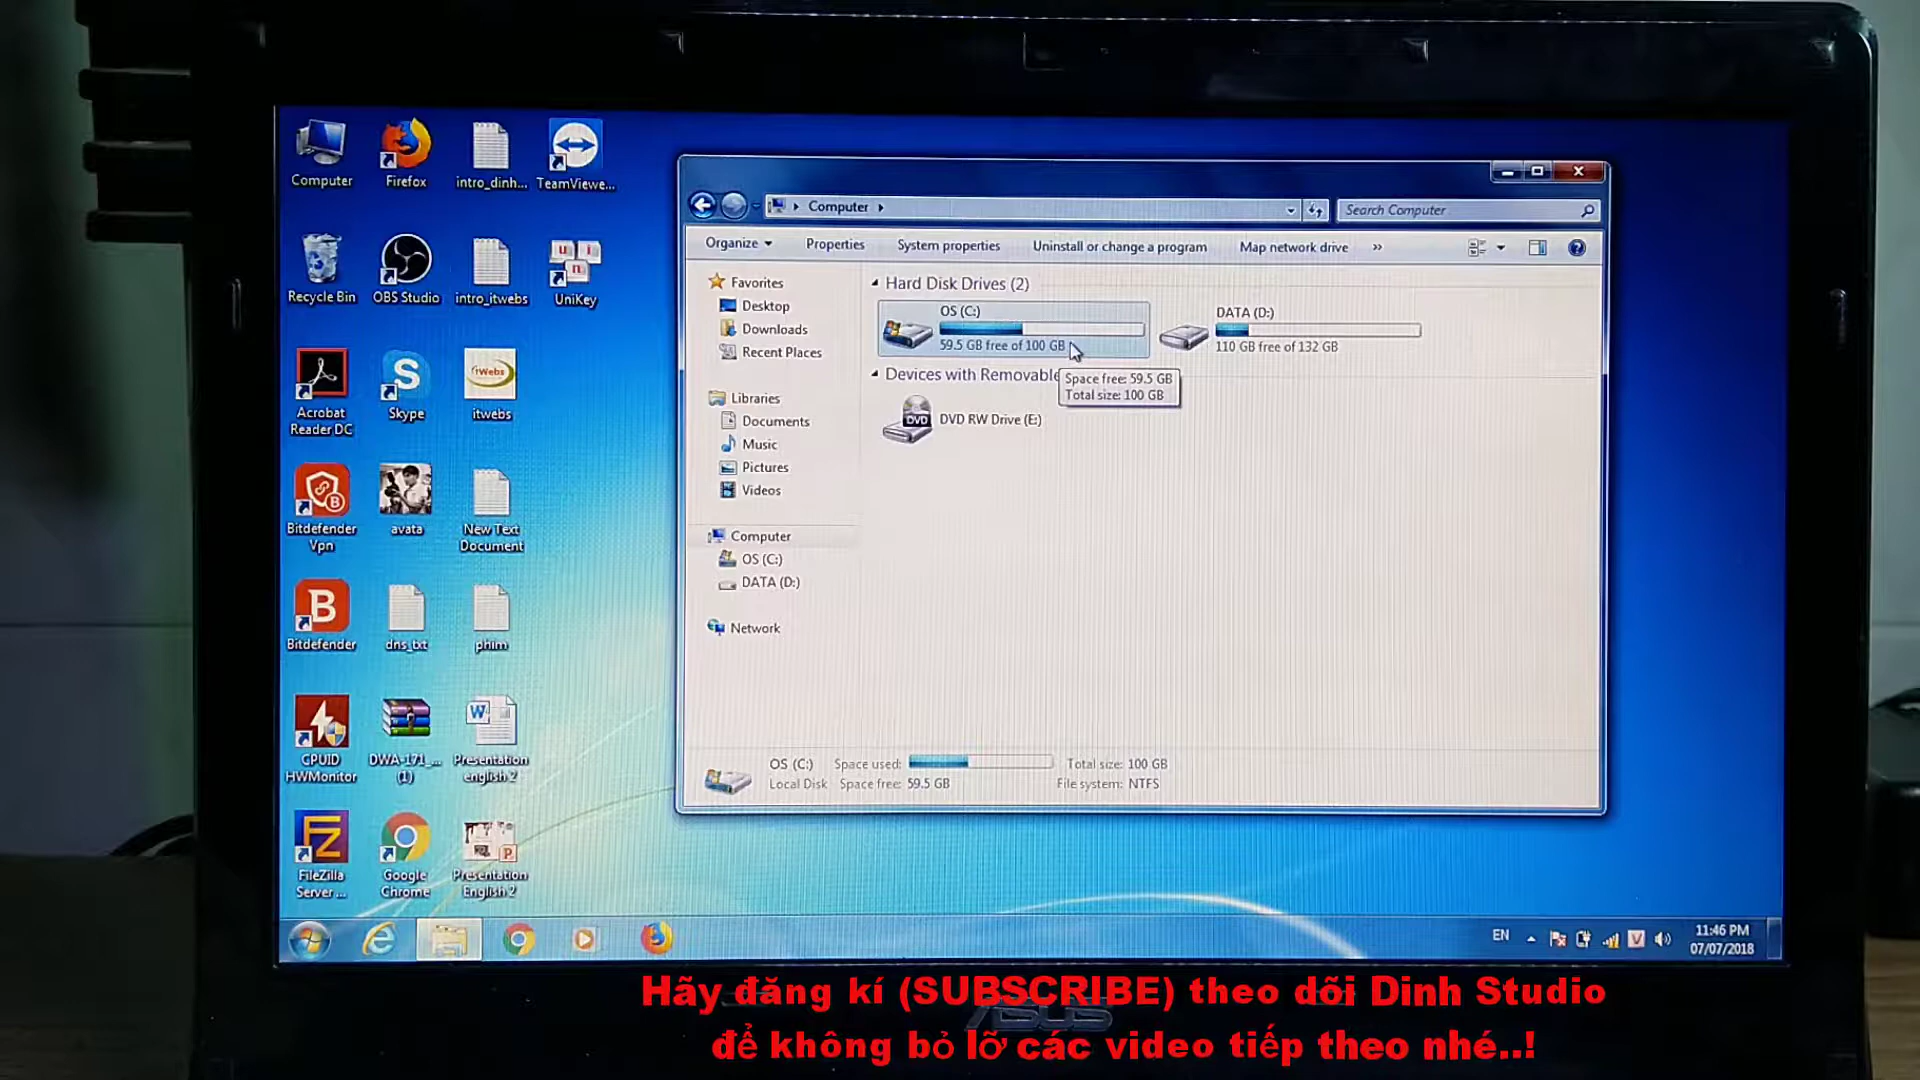 Computer
Firefox
intro_dinh...
TeamViewe...
Recycle Bin
OBS Studio
intro_itwebs
u i n
UniKey
Acrobat Reader DC
Skype
itWebs
itwebs
Bitdefender Vpn
avata
New Text Document
Bitdefender
dns_txt
phim
CPUID HWMonitor
DWA-171_... (1)
Presentation english 2
FileZilla Server ...
Google Chrome
Presentation English 2
Computer
Search Computer
Organize
Properties
System properties
Uninstall or change a program
Map network drive
»
Favorites
Desktop
Downloads
Recent Places
Libraries
Documents
Music
Pictures
Videos
Computer
OS (C:)
DATA (D:)
Network
Hard Disk Drives (2)
OS (C:)
59.5 GB free of 100 GB
DATA (D:)
110 GB free of 132 GB
Devices with Removable
Space free: 59.5 GB
Total size: 100 GB
DVD
DVD RW Drive (E:)
OS (C:) Space used: Total size: 100 GB
Local Disk Space free: 59.5 GB File system: NTFS
EN
V
11:46 PM
07/07/2018
ASUS
Hãy đăng kí (SUBSCRIBE) theo dõi Dinh Studio
để không bỏ lỡ các video tiếp theo nhé..!